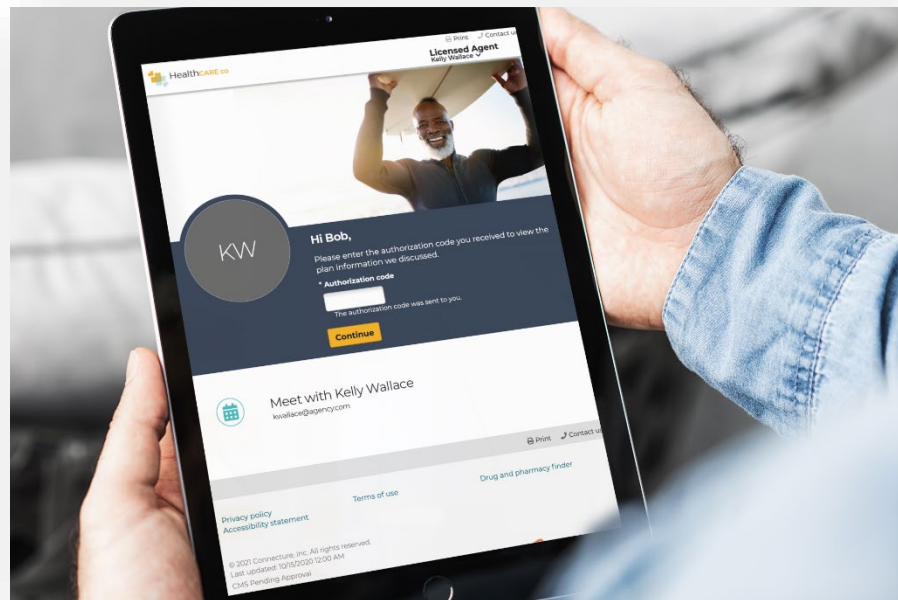 Print Contact us
HealthCARE co
Licensed Agent
Kelly Wallace
KW
Hi Bob,
Please enter the authorization code you received to view the
plan information we discussed.
* Authorization code
The authorization code was sent to you.
Continue
Meet with Kelly Wallace
kwallace@agency.com
Print Contact us
Privacy policy
Terms of use
Drug and pharmacy finder
Accessibility statement
© 2021 Connecture, Inc. All rights reserved.
Last updated: 10/15/2020 12:00 AM
CMS Pending Approval